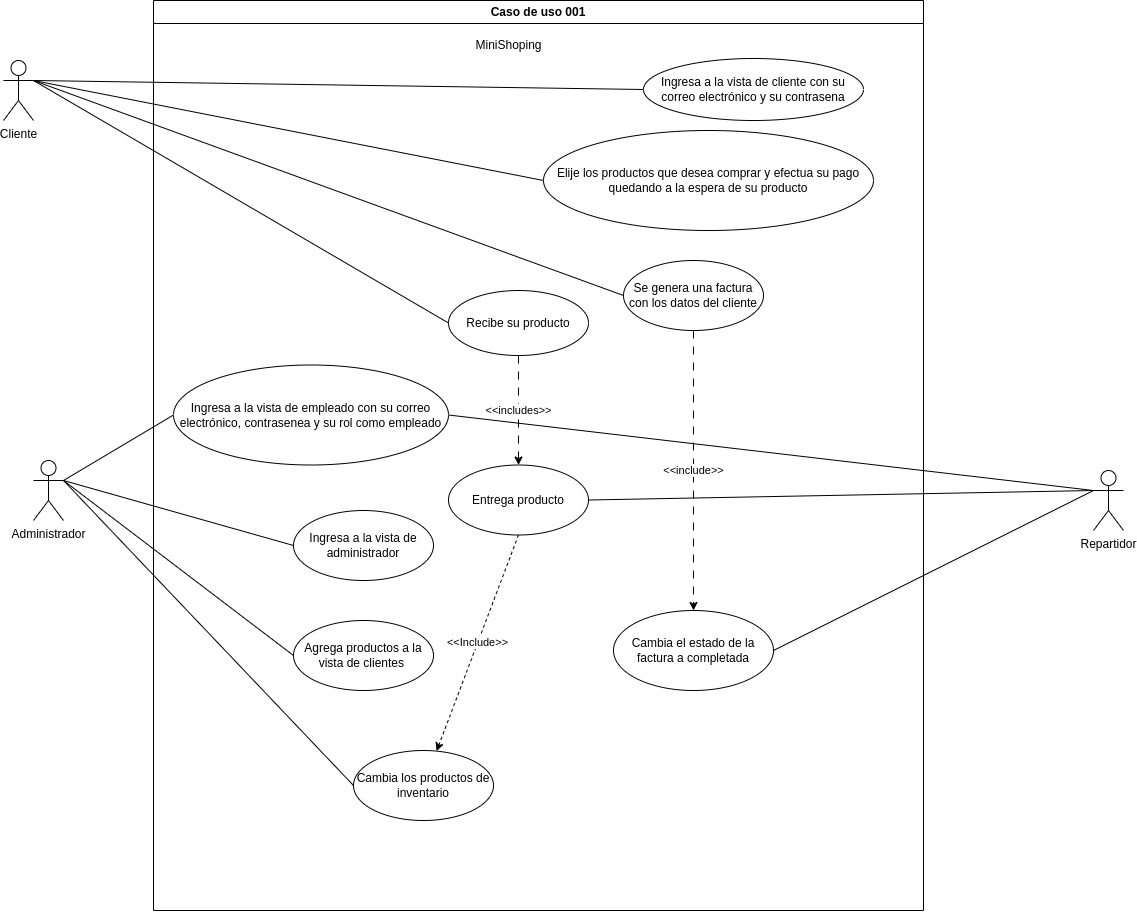 Caso de uso 001
MiniShoping
Ingresa a la vista de cliente con su
correo electrónico y su contrasena
Cliente
Elije los productos que desea comprar y efectua su pago
quedando a la espera de su producto
Se genera una factura
con los datos del cliente
Recibe su producto
<<includes>>
Ingresa a la vista de empleado con su correo
electrónico, contrasenea y su rol como empleado
<<include>>
Entrega producto
Administrador
Repartidor
Ingresa a la vista de
administrador
<<Include>>
Agrega productos a la
vista de clientes
Cambia el estado de la
factura a completada
Cambia los productos de
inventario